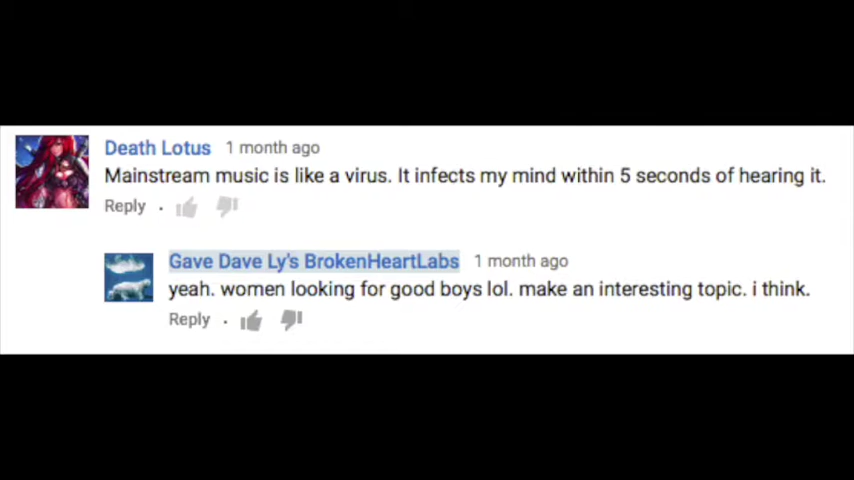 Death Lotus 1 month ago
Mainstream music is like a virus. It infects my mind within 5 seconds of hearing it.
Reply .
Gave Dave Ly's BrokenHeartLabs 1 month ago
yeah. women looking for good boys lol. make an interesting topic. i think.
Reply .